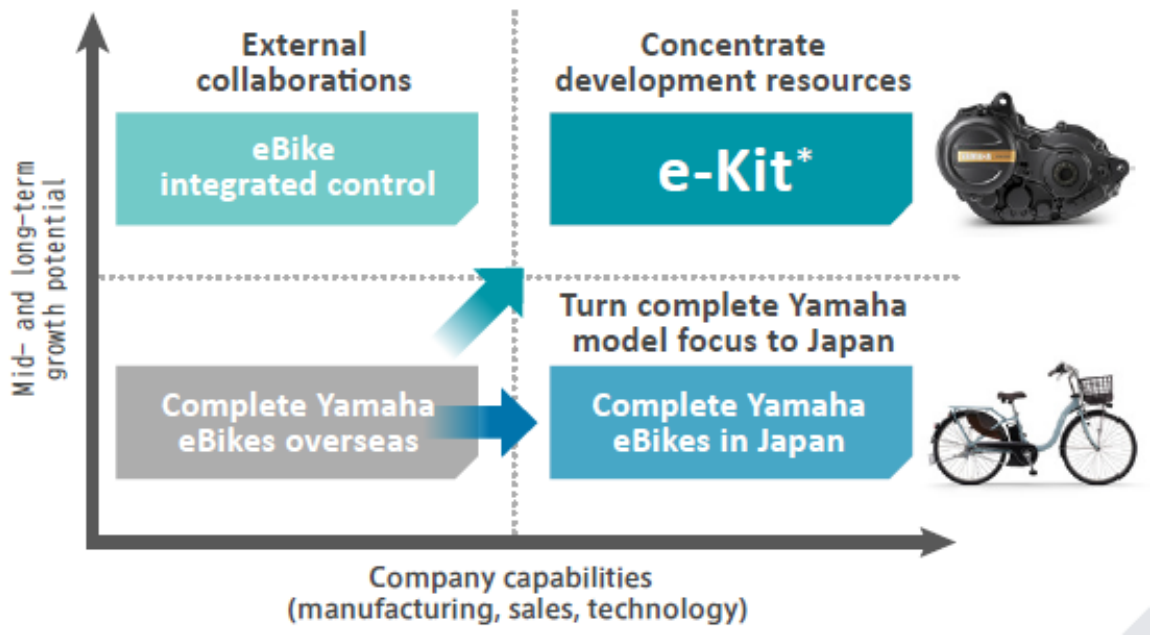 External
collaborations
Concentrate
development resources
eBike
integrated control
e-Kit*
Mid- and long-term
growth potential
Turn complete Yamaha
model focus to Japan
Complete Yamaha
eBikes overseas
Complete Yamaha
eBikes in Japan
Company capabilities
(manufacturing, sales, technology)